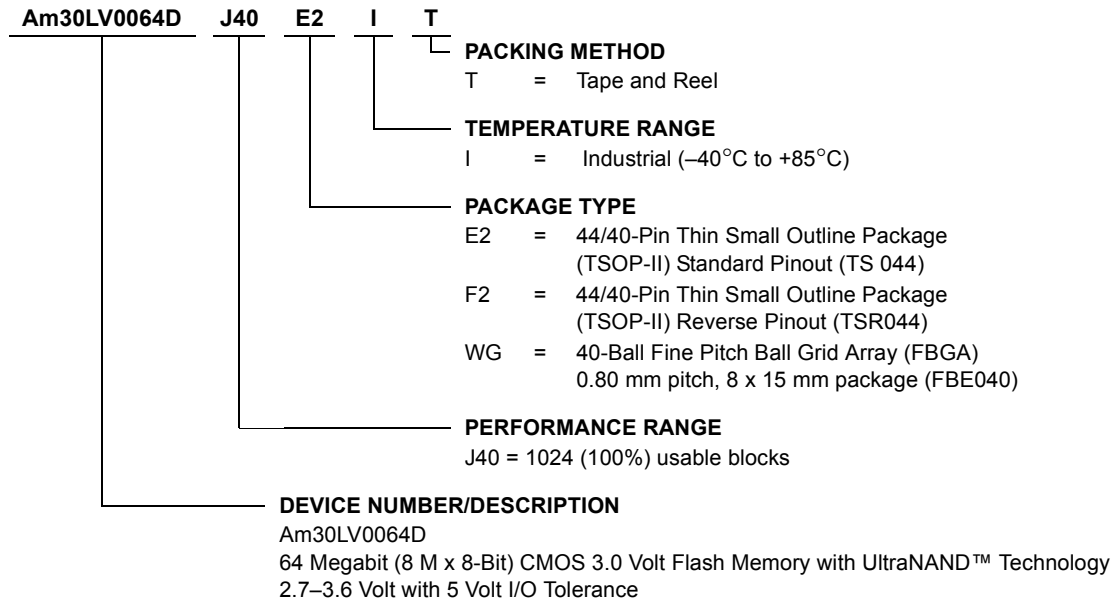 Am30LV0064D J40 E2 I T
PACKING METHOD
T = Tape and Reel
TEMPERATURE RANGE
I = Industrial (–40°C to +85°C)
PACKAGE TYPE
E2 = 44/40-Pin Thin Small Outline Package
(TSOP-II) Standard Pinout (TS 044)
F2 = 44/40-Pin Thin Small Outline Package
(TSOP-II) Reverse Pinout (TSR044)
WG = 40-Ball Fine Pitch Ball Grid Array (FBGA)
0.80 mm pitch, 8 x 15 mm package (FBE040)
PERFORMANCE RANGE
J40 = 1024 (100%) usable blocks
DEVICE NUMBER/DESCRIPTION
Am30LV0064D
64 Megabit (8 M x 8-Bit) CMOS 3.0 Volt Flash Memory with UltraNAND™ Technology
2.7–3.6 Volt with 5 Volt I/O Tolerance